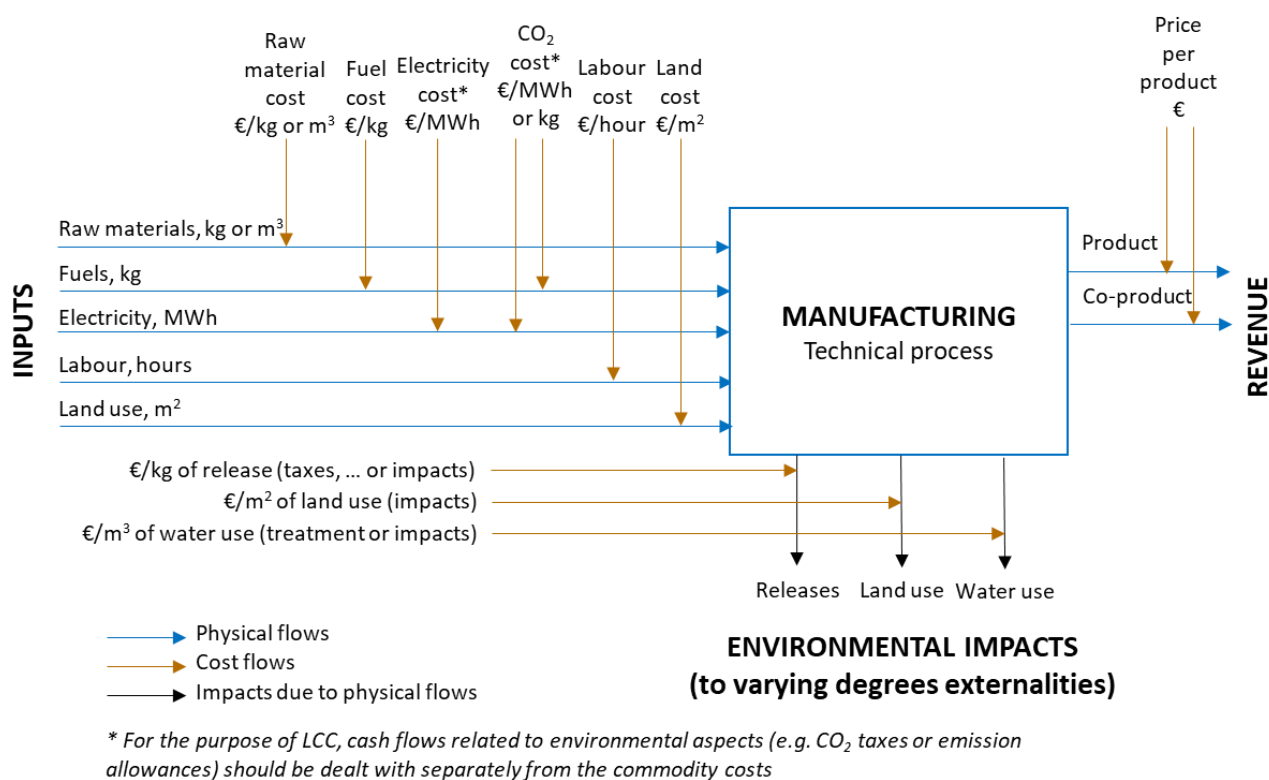 Raw
material
cost
€/kg or m³
Fuel
cost
€/kg
Electricity
cost*
€/MWh
CO₂
cost*
€/MWh
or kg
Labour
cost
€/hour
Land
cost
€/m²
Price
per
product
€
INPUTS
Raw materials, kg or m³
Fuels, kg
Electricity, MWh
Labour, hours
Land use, m²
MANUFACTURING
Technical process
Product
Co-product
REVENUE
€/kg of release (taxes, ... or impacts)
€/m² of land use (impacts)
€/m³ of water use (treatment or impacts)
Releases
Land use
Water use
ENVIRONMENTAL IMPACTS
(to varying degrees externalities)
Physical flows
Cost flows
Impacts due to physical flows
* For the purpose of LCC, cash flows related to environmental aspects (e.g. CO₂ taxes or emission
allowances) should be dealt with separately from the commodity costs